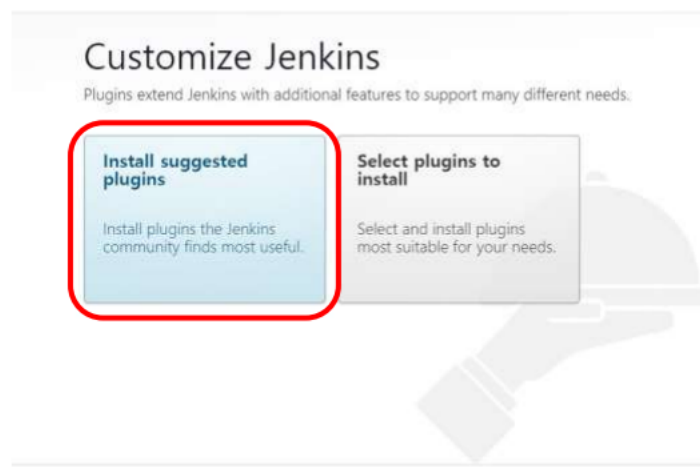 Customize Jenkins
Plugins extend Jenkins with additional features to support many different needs.
Install suggested
plugins
Install plugins the Jenkins
community finds most useful.
Select plugins to
install
Select and install plugins
most suitable for your needs.